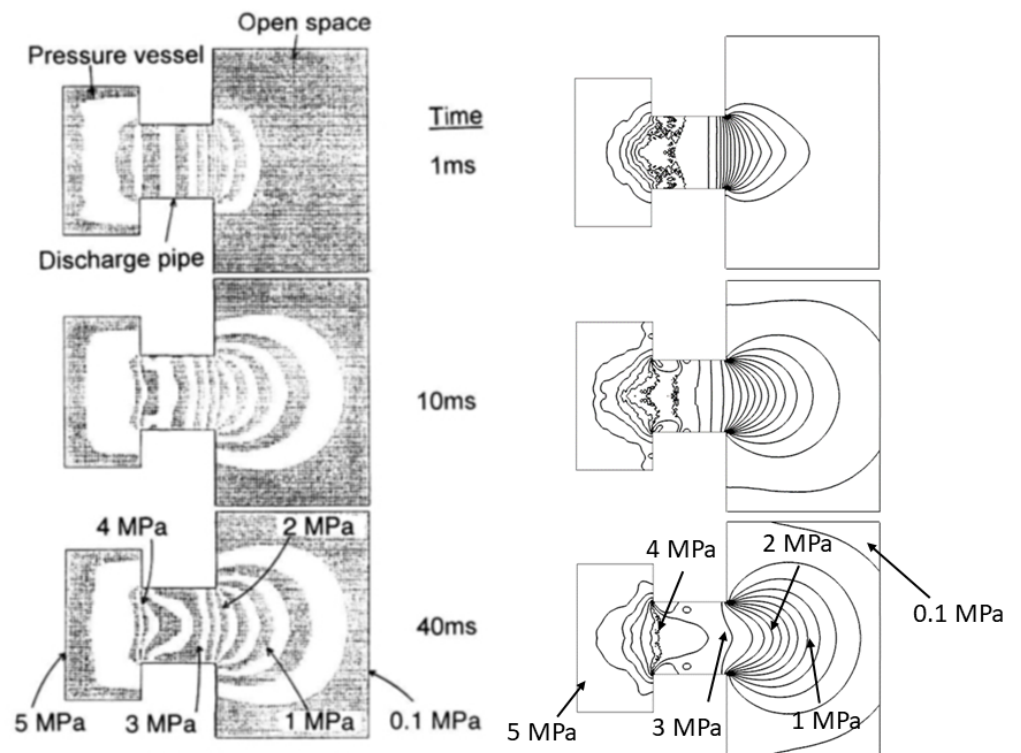 Open space
Pressure vessel
Time
1ms
Discharge pipe
10ms
4 MPa
2 MPa
40ms
5 MPa
3 MPa
1 MPa
0.1 MPa
4 MPa
2 MPa
0.1 MPa
5 MPa
3 MPa
1 MPa